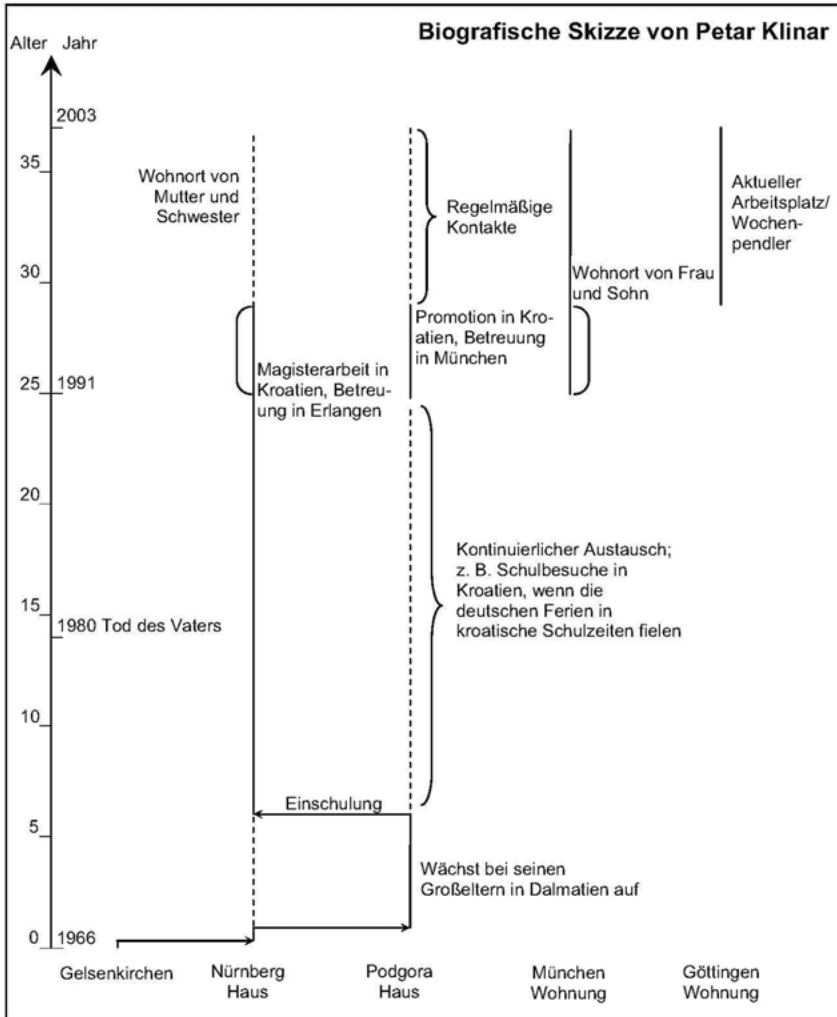 Biografische Skizze von Petar Klinar
Alter Jahr
2003
35
Wohnort von
Mutter und
Schwester
Regelmäßige
Kontakte
Aktueller
Arbeitsplatz/
Wochen-
pendler
30
Wohnort von Frau
und Sohn
Promotion in Kro-
atien, Betreuung
in München
Magisterarbeit in
Kroatien, Betreu-
ung in Erlangen
25
1991
20
Kontinuierlicher Austausch;
z. B. Schulbesuche in
Kroatien, wenn die
deutschen Ferien in
kroatische Schulzeiten fielen
15
1980 Tod des Vaters
10
Einschulung
5
Wächst bei seinen
Großeltern in Dalmatien auf
0
1966
Gelsenkirchen
Nürnberg
Haus
Podgora
Haus
München
Wohnung
Göttingen
Wohnung